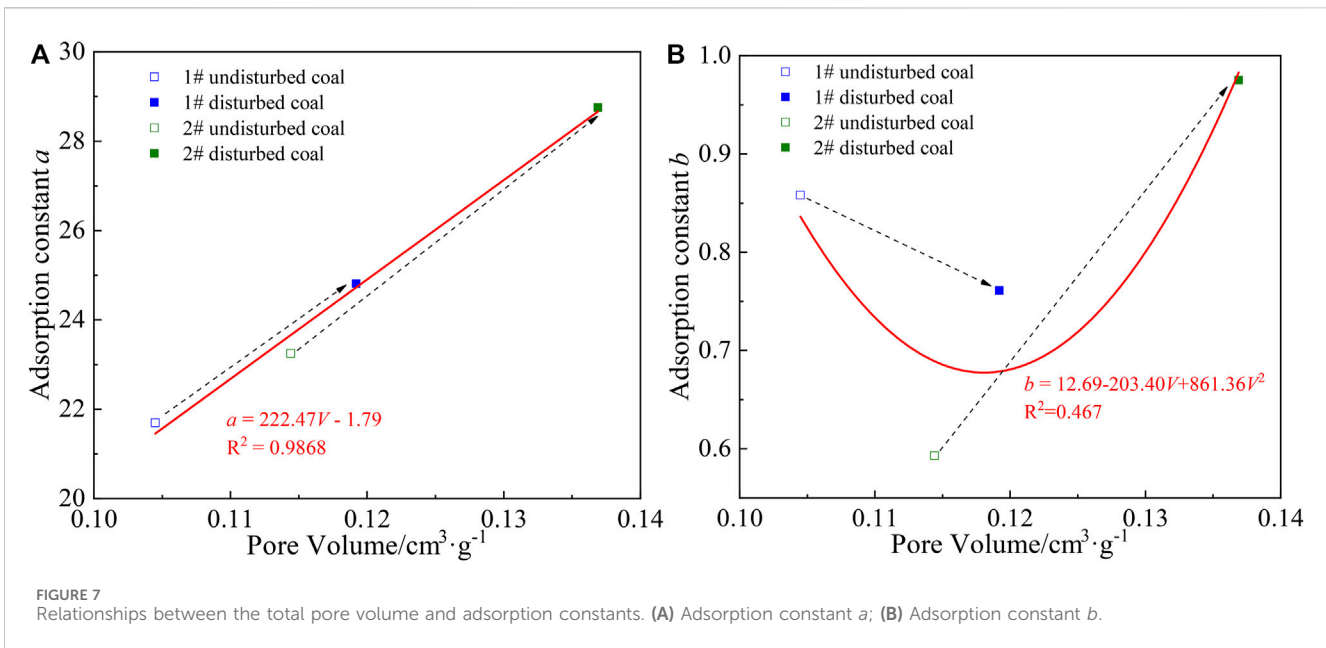 A
30
28
26
24
22
20
Adsorption constant a
1# undisturbed coal
1# disturbed coal
2# undisturbed coal
2# disturbed coal
a = 222.47V - 1.79
R² = 0.9868
0.10 0.11 0.12 0.13 0.14
Pore Volume/cm³·g⁻¹
B
1.0
0.9
0.8
0.7
0.6
Adsorption constant b
1# undisturbed coal
1# disturbed coal
2# undisturbed coal
2# disturbed coal
b = 12.69-203.40V+861.36V²
R²=0.467
0.10 0.11 0.12 0.13 0.14
Pore Volume/cm³·g⁻¹
FIGURE 7
Relationships between the total pore volume and adsorption constants. (A) Adsorption constant a; (B) Adsorption constant b.